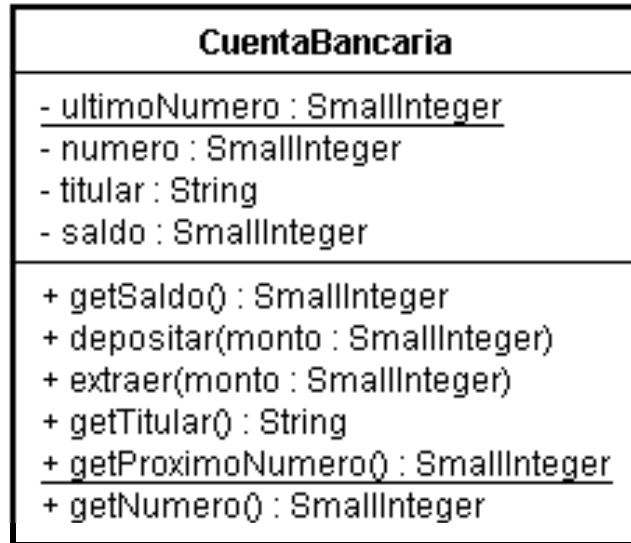 CuentaBancaria
- ultimoNumero : SmallInteger
- numero : SmallInteger
- titular : String
- saldo : SmallInteger
+ getSaldo() : SmallInteger
+ depositar(monto : SmallInteger)
+ extraer(monto : SmallInteger)
+ getTitular() : String
+ getProximoNumero() : SmallInteger
+ getNumero() : SmallInteger